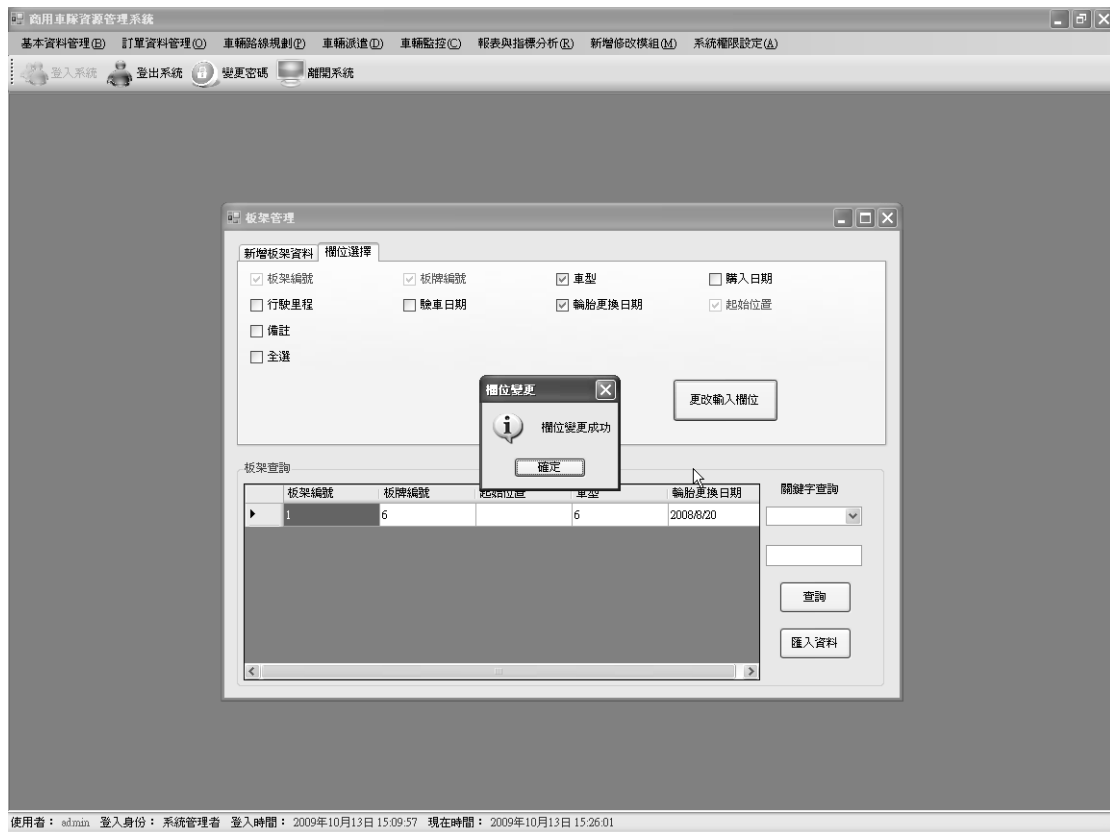 商用車隊資源管理系統
基本資料管理(B) 訂單資料管理(O) 車輛路線規劃(P) 車輛派遣(D) 車輛監控(C) 報表與指標分析(R) 新增修改模組(M) 系統權限設定(A)
登入系統 登出系統 變更密碼 離開系統
板架管理
新增板架資料 欄位選擇
板架編號 板牌編號 車型 購入日期
行駛里程 驗車日期 輪胎更換日期 起始位置
備註
全選
欄位變更
欄位變更成功
確定
更改輸入欄位
板架查詢
板架編號 板牌編號 起始位置 車型 輪胎更換日期
1 6 6 2008/8/20
關鍵字查詢
查詢
匯入資料
使用者： admin 登入身份： 系統管理者 登入時間： 2009年10月13日 15:09:57 現在時間： 2009年10月13日 15:26:01